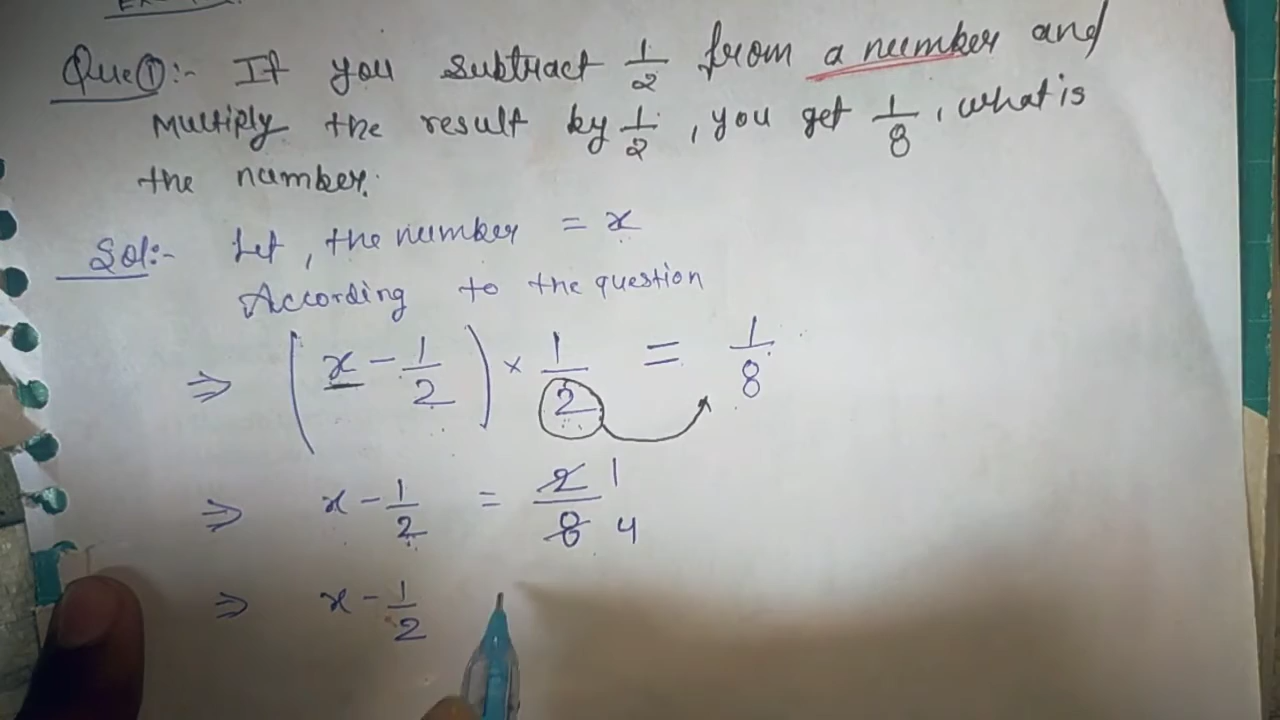 Que①:- If you subtract 1/2 from a number and
Multiply the result by 1/2, you get 1/8, what is
the number.
Sol:- Let, the number = x
According to the question
⇒ (x - 1/2) × 1/2 = 1/8
⇒ x - 1/2 = 2/8 1 4
⇒ x - 1/2